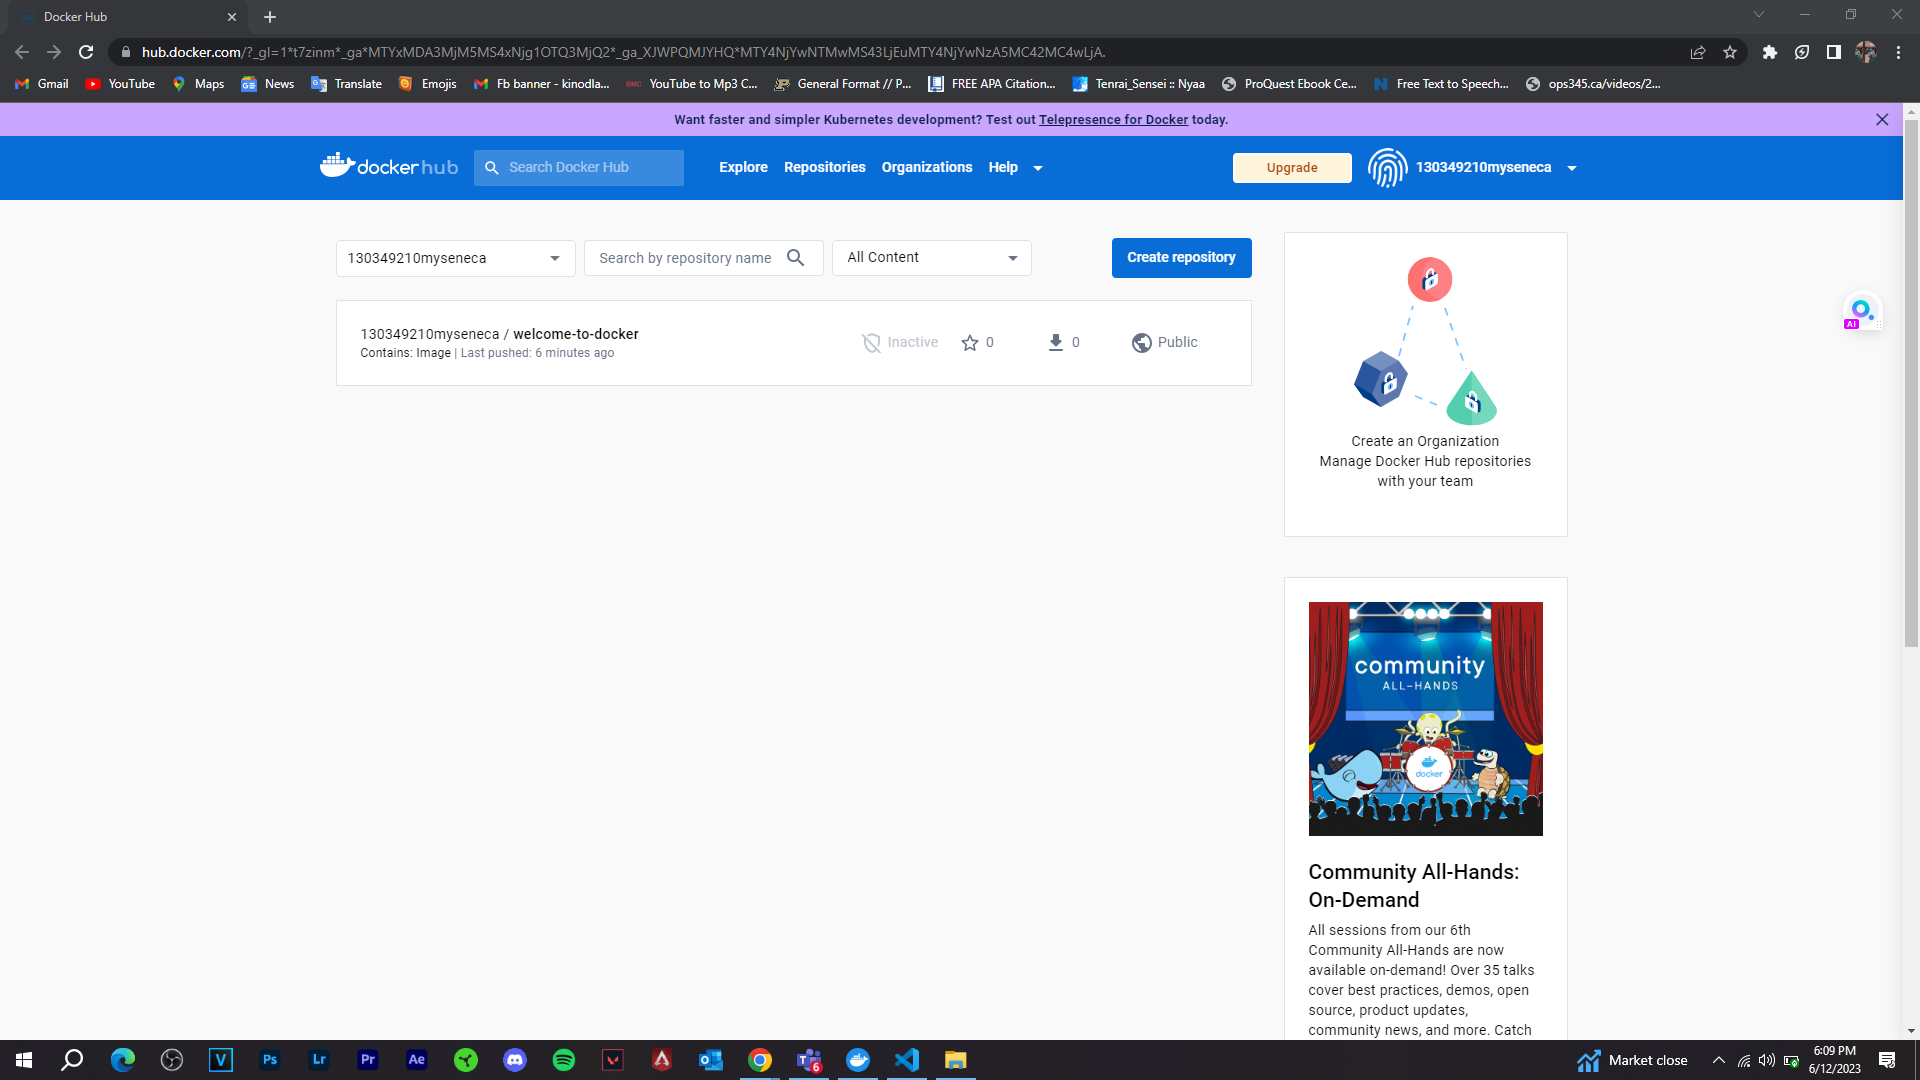 Docker Hub
hub.docker.com/?_gl=1*t7zinm*_ga*MTYxMDA3MjM5MS4xNjg1OTQ3MjQ2*_ga_XJWPQMJYHQ*MTY4NjYwNTMwMS43LjEuMTY4NjYwNzA5MC42MC4wLjA.
Gmail YouTube Maps News Translate Emojis Fb banner - kinodla... YouTube to Mp3 C... General Format // P... FREE APA Citation... Tenrai_Sensei :: Nyaa ProQuest Ebook Ce... Free Text to Speech... ops345.ca/videos/2...
Want faster and simpler Kubernetes development? Test out Telepresence for Docker today.
docker hub Search Docker Hub Explore Repositories Organizations Help Upgrade 130349210myseneca
130349210myseneca Search by repository name All Content Create repository
130349210myseneca / welcome-to-docker
Contains: Image | Last pushed: 6 minutes ago
Inactive 0 0 Public
AI
Create an Organization
Manage Docker Hub repositories
with your team
community
ALL-HANDS
docker
Community All-Hands:
On-Demand
All sessions from our 6th
Community All-Hands are now
available on-demand! Over 35 talks
cover best practices, demos, open
source, product updates,
community news, and more. Catch
V Ps Lr Pr Ae T 6 Market close
6:09 PM
6/12/2023